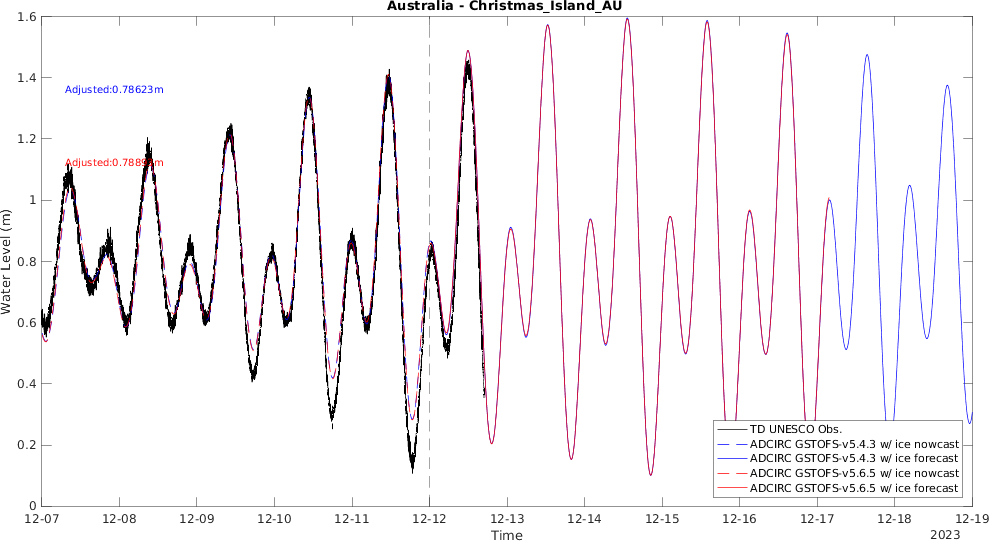 Australia - Christmas_Island_AU
Water Level (m)
1.6
1.4
1.2
1
0.8
0.6
0.4
0.2
0
Adjusted:0.78623m
TD UNESCO Obs.
ADCIRC GSTOFS-v5.4.3 w/ ice nowcast
ADCIRC GSTOFS-v5.4.3 w/ ice forecast
ADCIRC GSTOFS-v5.6.5 w/ ice nowcast
ADCIRC GSTOFS-v5.6.5 w/ ice forecast
12-07 12-08 12-09 12-10 12-11 12-12 12-13 12-14 12-15 12-16 12-17 12-18 12-19
Time
2023